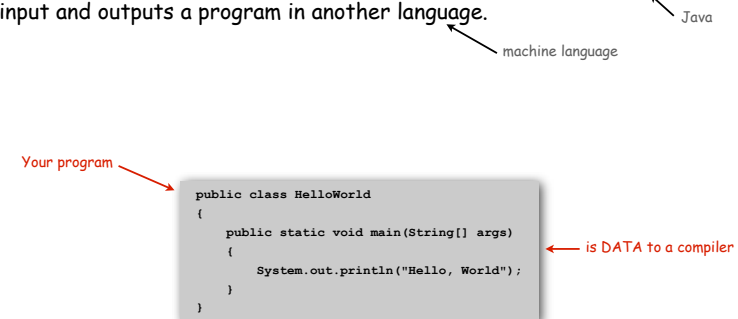 input and outputs a program in another language.
Java
machine language
Your program
public class HelloWorld
{
public static void main(String[] args)
{
System.out.println("Hello, World");
}
}
is DATA to a compiler